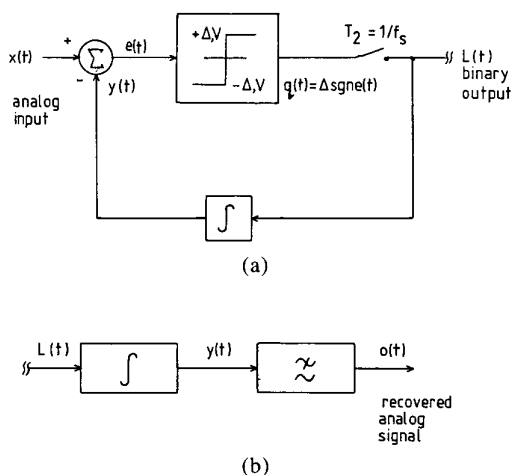 x(t)
+
Σ
-
e(t)
y(t)
analog
input
+Δ,V
-Δ,V
q(t)=Δsgne(t)
T₂ = 1/fₛ
L(t)
binary
output
∫
(a)
L(t)
∫
y(t)
o(t)
recovered
analog
signal
(b)